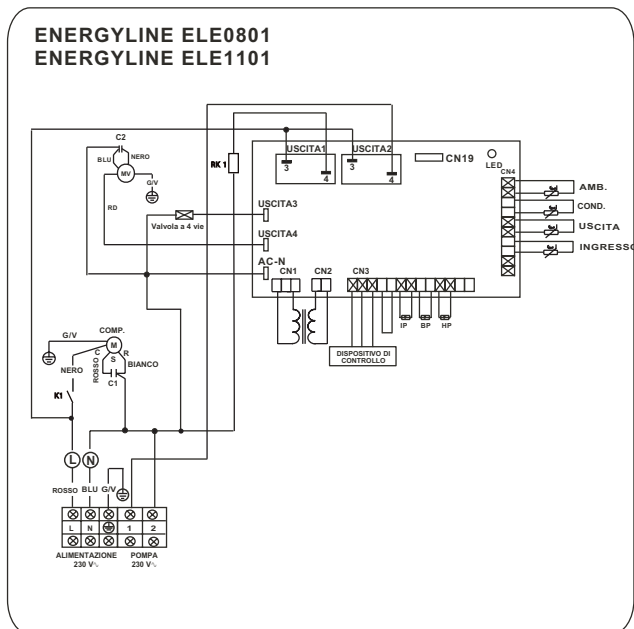 ENERGYLINE ELE0801
ENERGYLINE ELE1101
C2
BLU
NERO
MV
G/V
RD
RK 1
USCITA1
3
4
USCITA2
3
4
CN19
LED
CN4
AMB.
COND.
USCITA
INGRESSO
USCITA3
Valvola a 4 vie
USCITA4
AC-N
CN1
CN2
CN3
IP
BP
HP
DISPOSITIVO DI
CONTROLLO
G/V
COMP.
M
C
S
R
NERO
ROSSO
BIANCO
C1
K1
L
N
ROSSO
BLU
G/V
L
N
1
2
ALIMENTAZIONE
230 V~
POMPA
230 V~